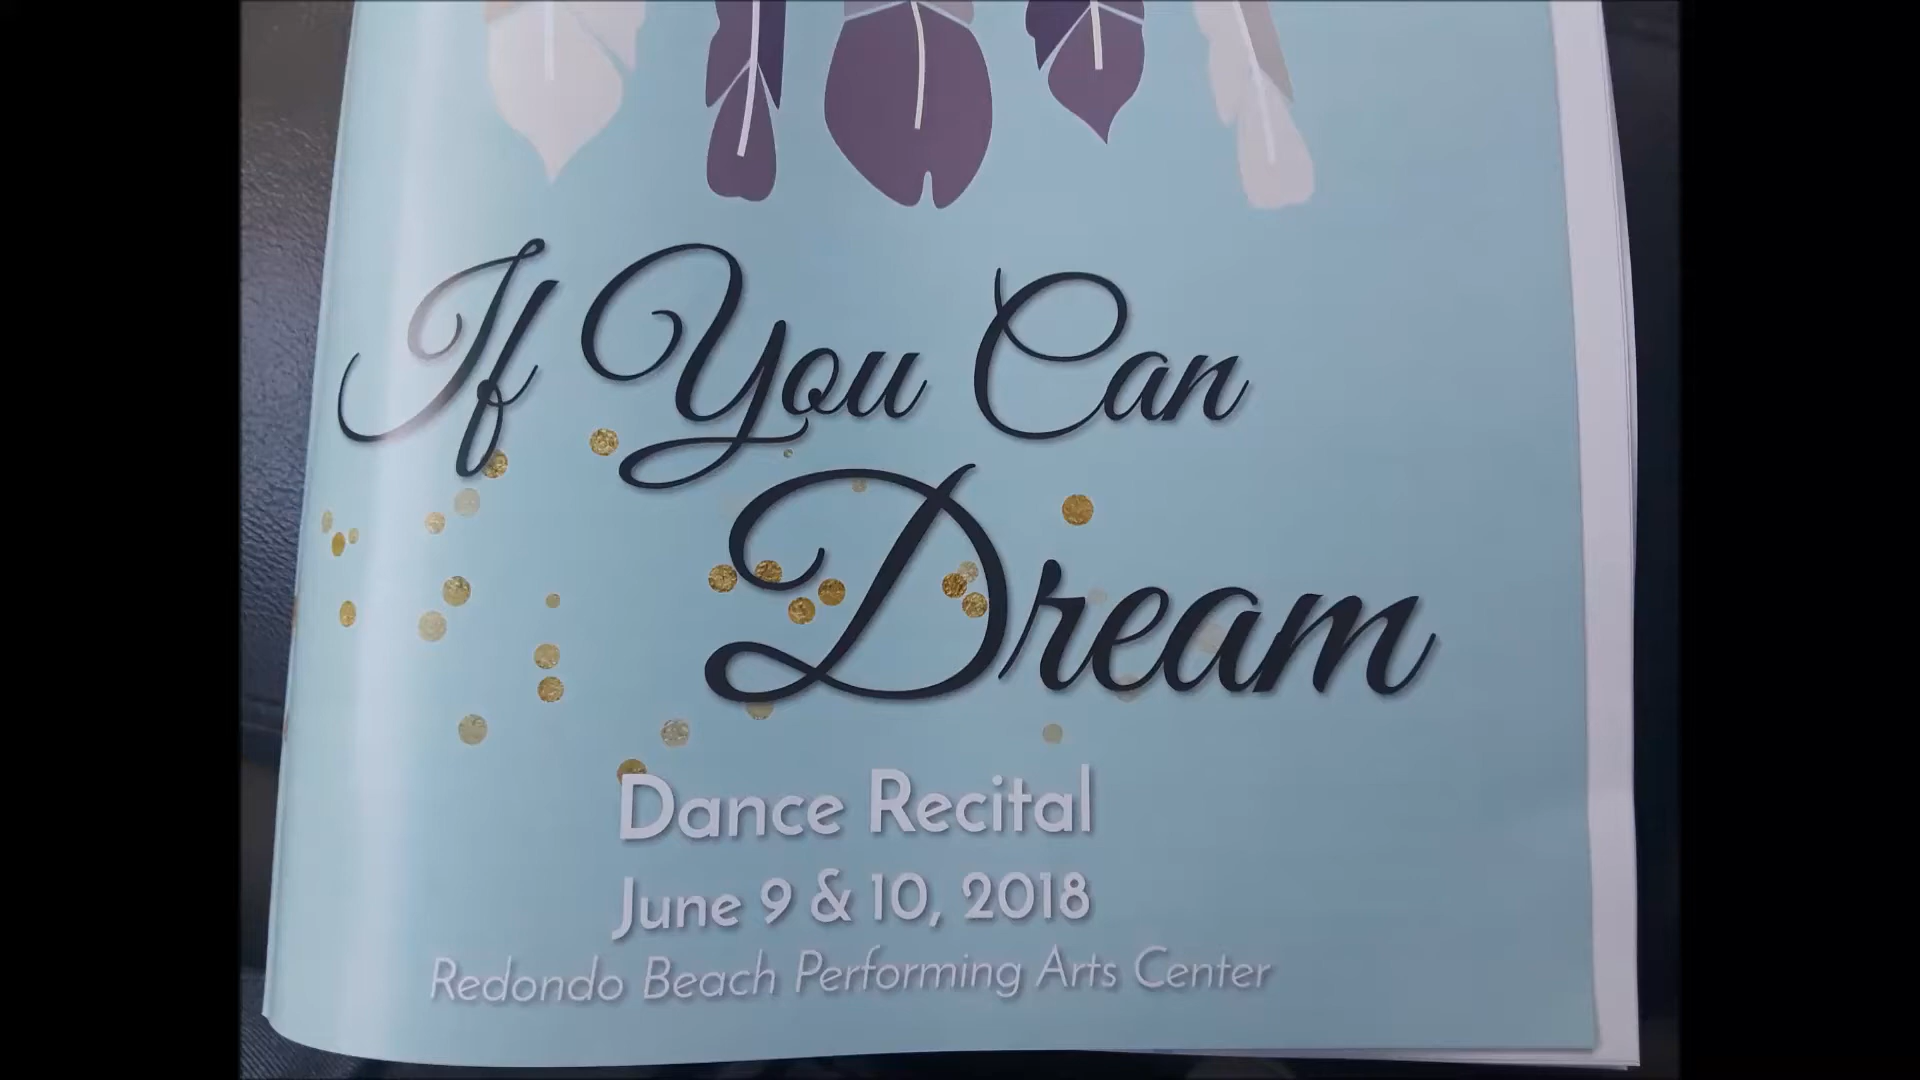 If You Can
Dream
Dance Recital
June 9 & 10, 2018
Redondo Beach Performing Arts Center